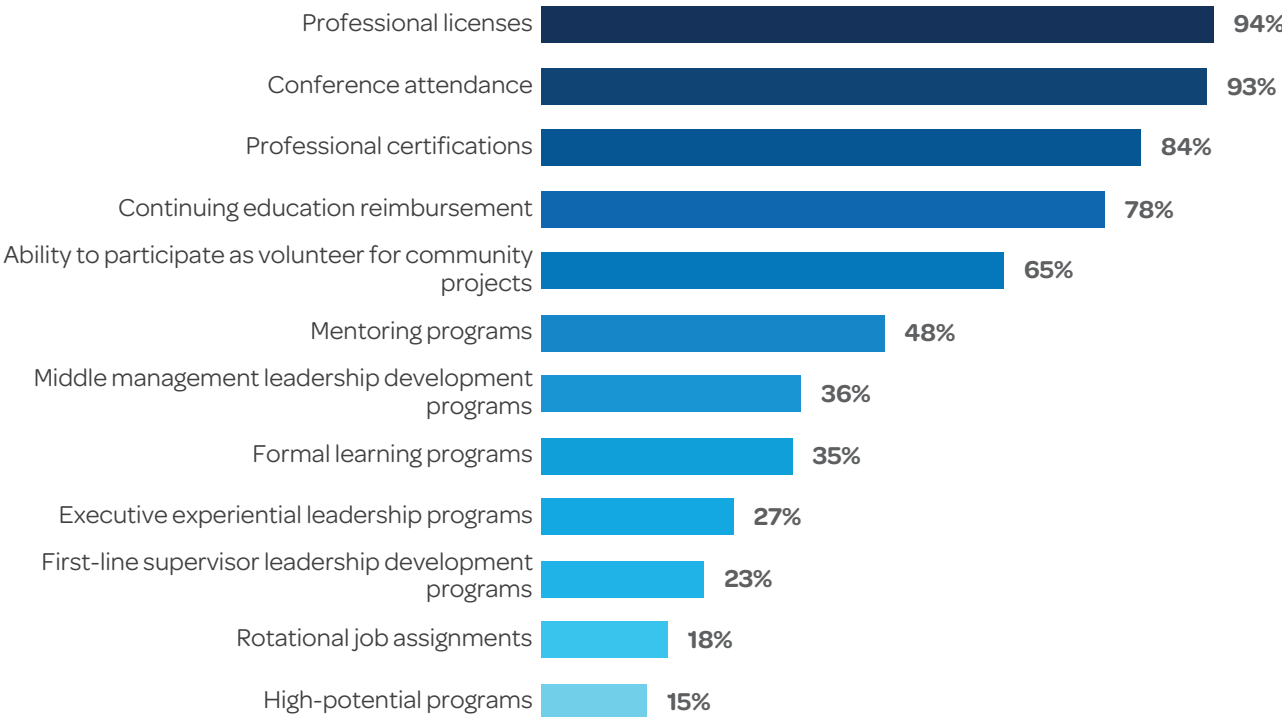 Professional licenses 94%
Conference attendance 93%
Professional certifications 84%
Continuing education reimbursement 78%
Ability to participate as volunteer for community
projects 65%
Mentoring programs 48%
Middle management leadership development
programs 36%
Formal learning programs 35%
Executive experiential leadership programs 27%
First-line supervisor leadership development
programs 23%
Rotational job assignments 18%
High-potential programs 15%